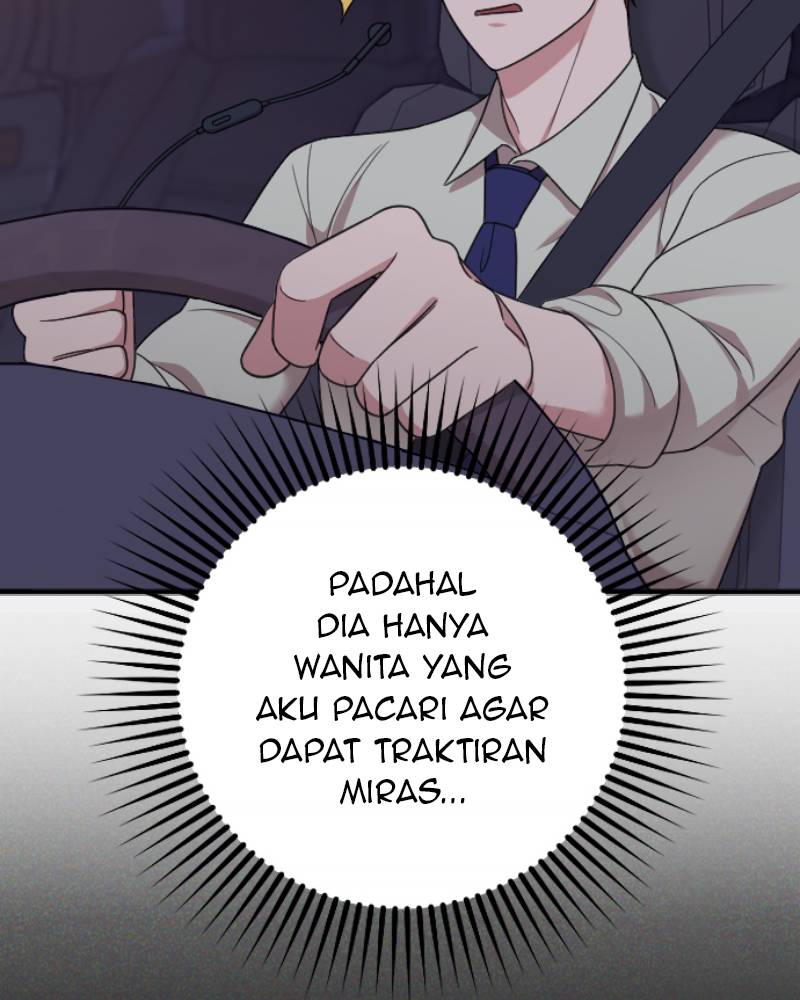 PADAHAL
DIA HANYA
WANITA YANG
AKU PACARI AGAR
DAPAT TRAKTIRAN
MIRAS...